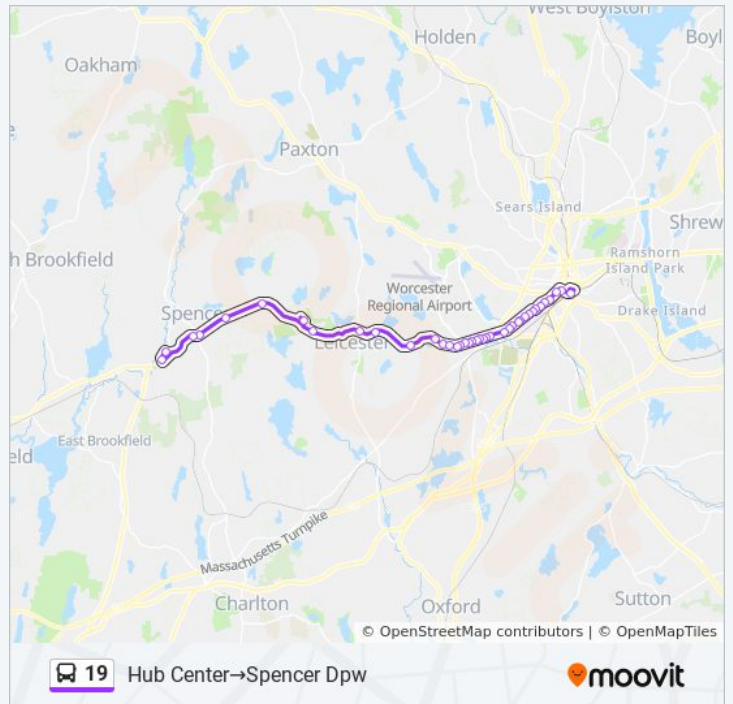 West Boylston
Holden
Boyl
Oakham
Paxton
Sears Island
Shrew
Ramshorn
Island Park
h Brookfield
Worcester
Regional Airport
Drake Island
Spence
Leicester
East Brookfield
eld
Massachusetts Turnpike
Charlton
Oxford
Sutton
© OpenStreetMap contributors | © OpenMapTiles
19 Hub Center→Spencer Dpw
moovit